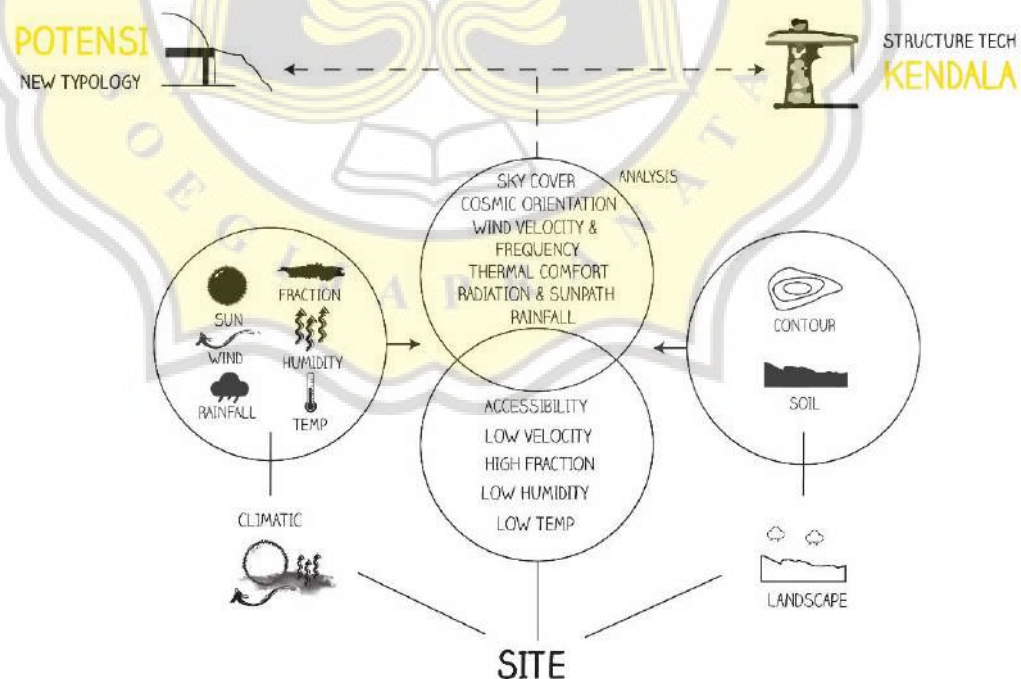 POTENSI
NEW TYPOLOGY
STRUCTURE TECH
KENDALA
SKY COVER
COSMIC ORIENTATION
WIND VELOCITY &
FREQUENCY
THERMAL COMFORT
RADIATION & SUNPATH
RAINFALL
ANALYSIS
SUN
FRACTION
WIND
HUMIDITY
RAINFALL
TEMP
CONTOUR
SOIL
ACCESSIBILITY
LOW VELOCITY
HIGH FRACTION
LOW HUMIDITY
LOW TEMP
CLIMATIC
LANDSCAPE
SITE
SOEGIJAPRANATA